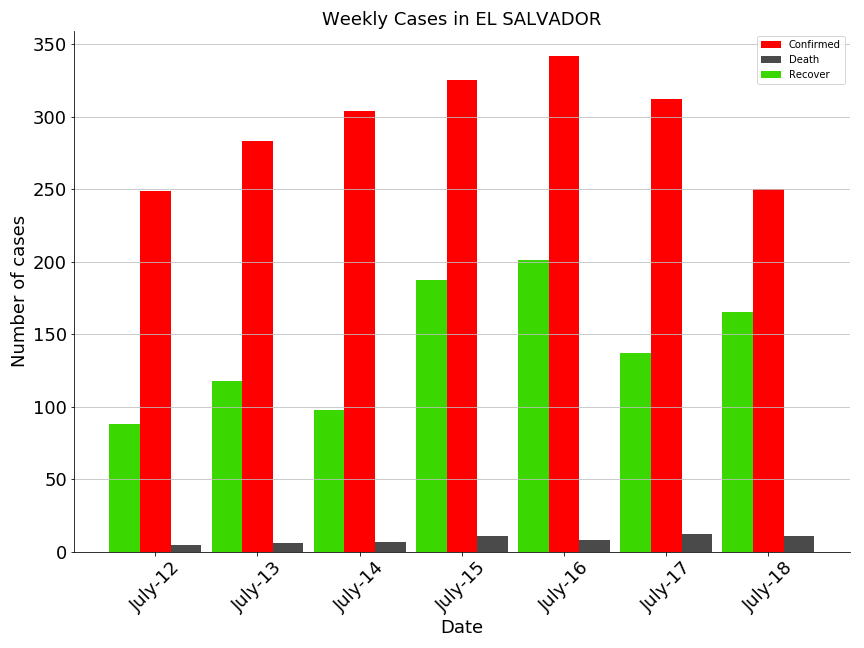 Weekly Cases in EL SALVADOR
Confirmed
Death
Recover
Number of cases
350
300
250
200
150
100
50
0
July-12
July-13
July-14
July-15
July-16
July-17
July-18
Date